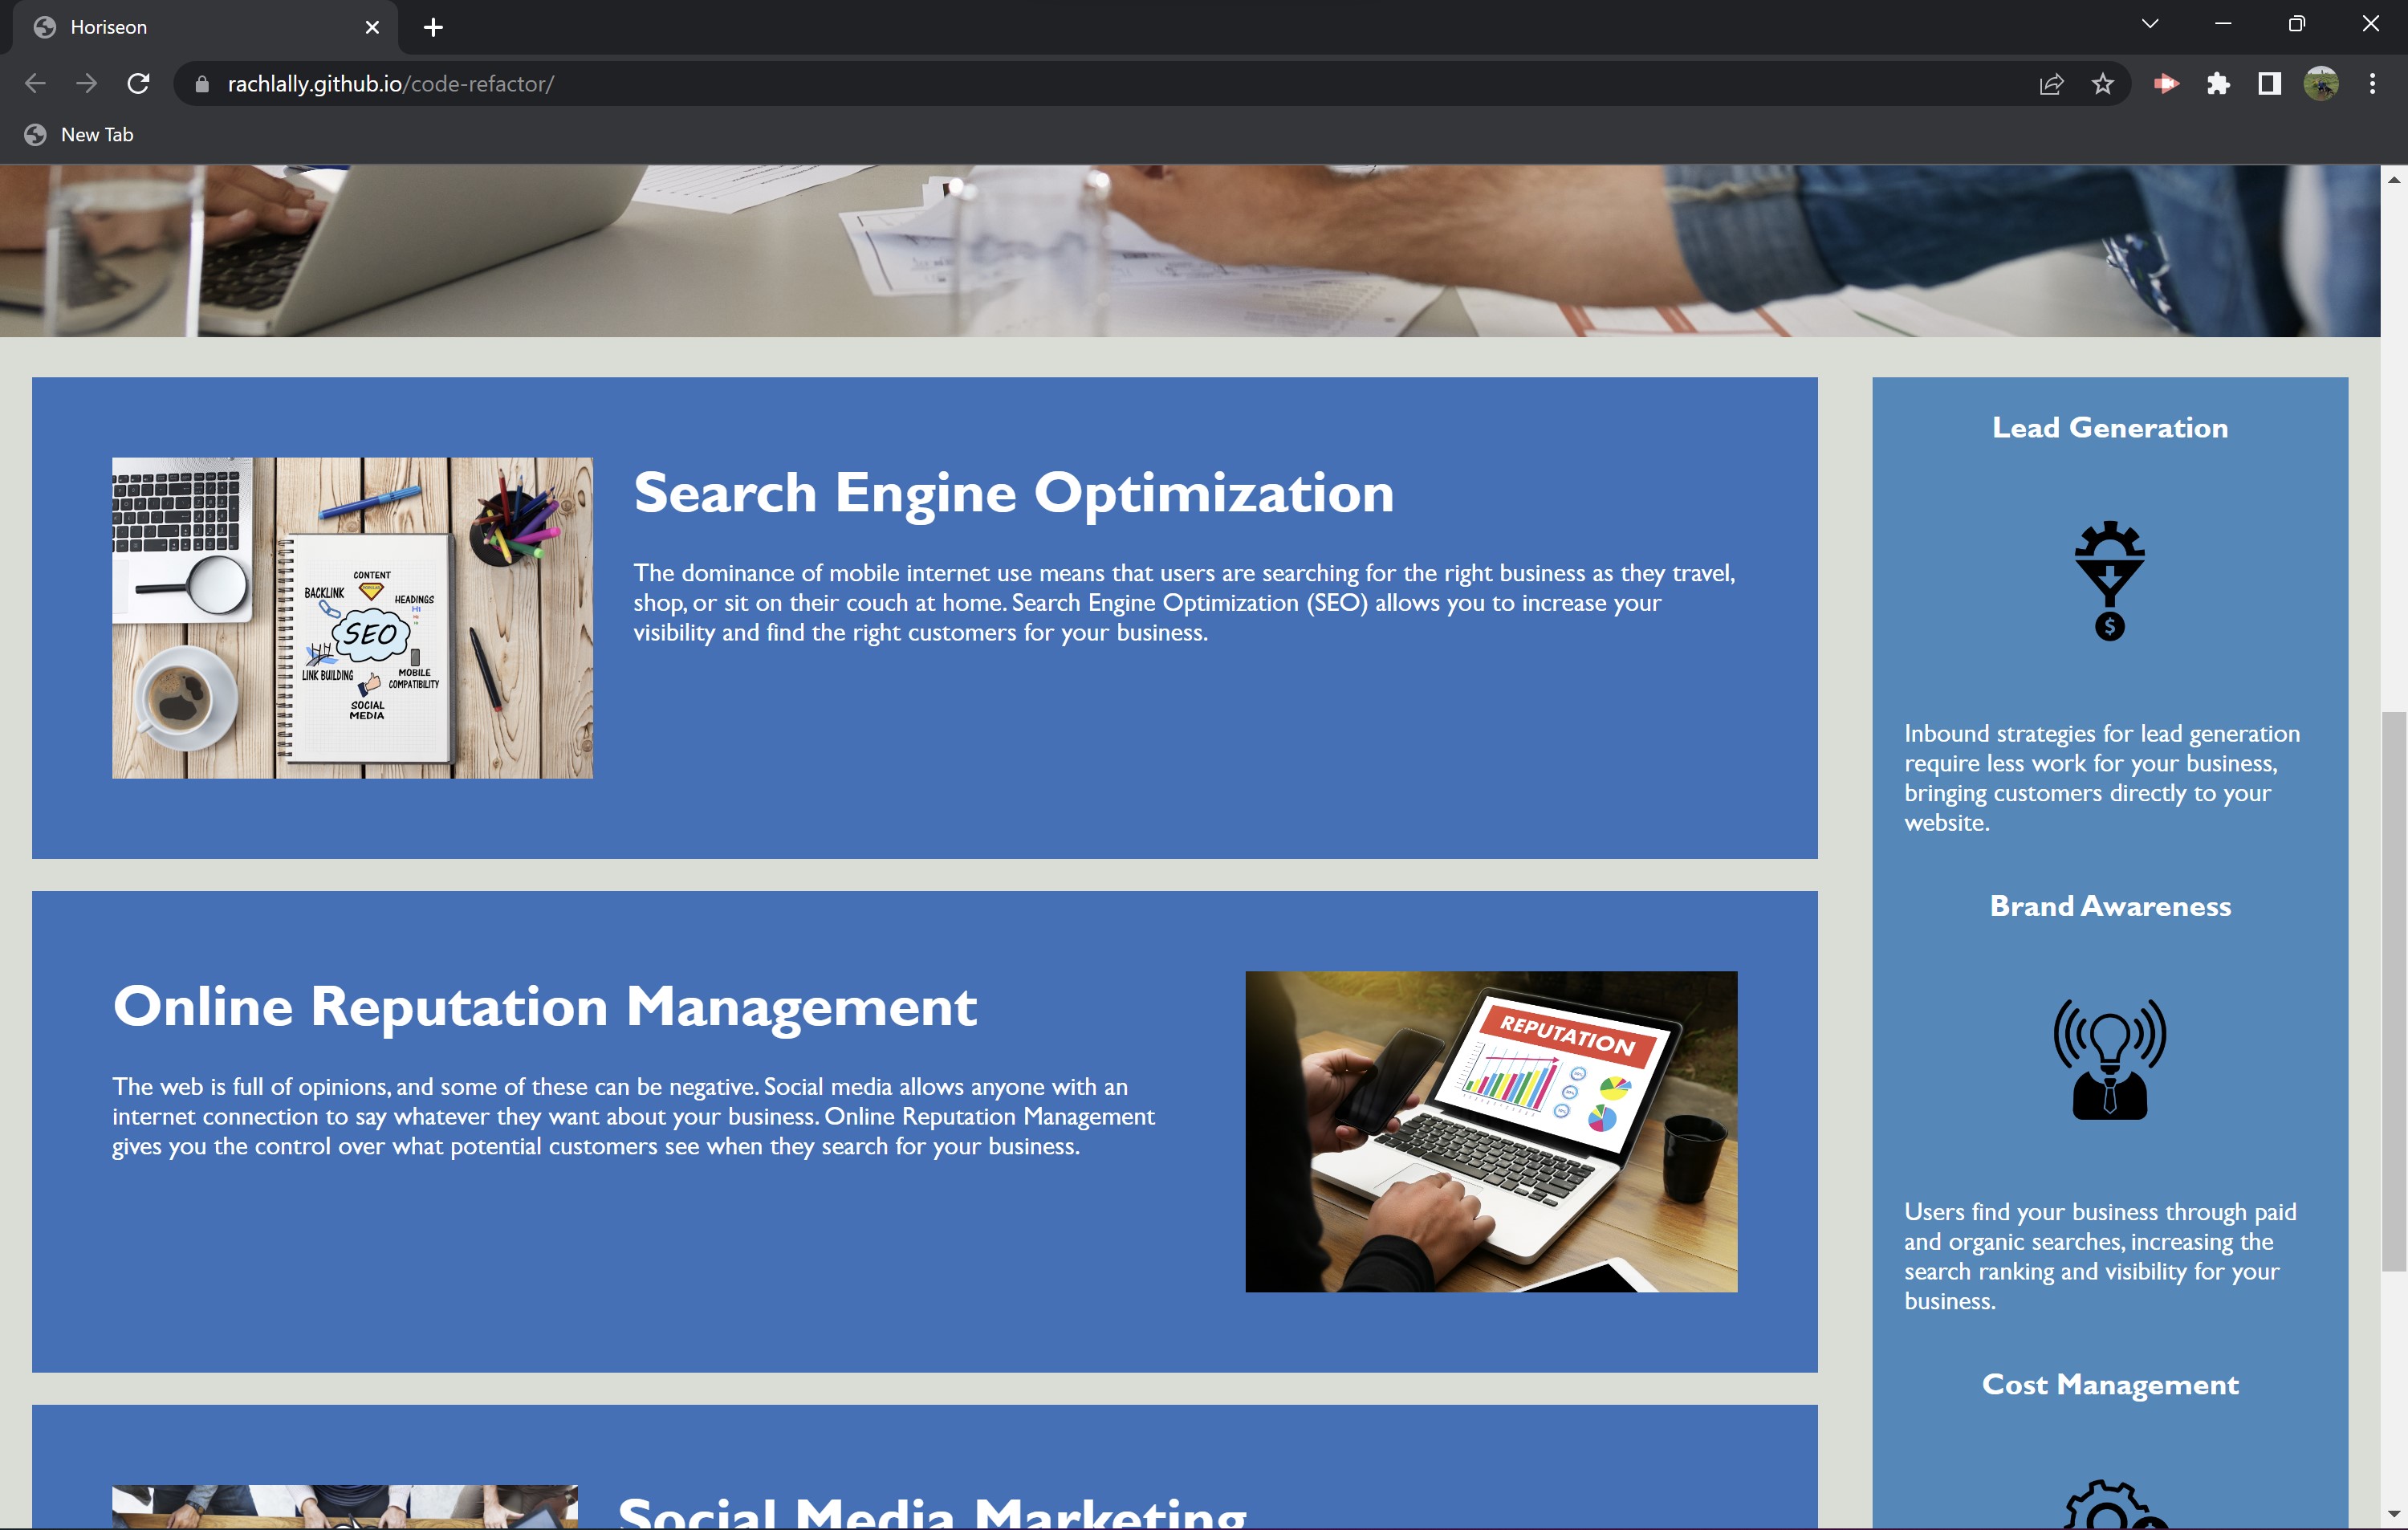 Horiseon
rachlally.github.io/code-refactor/
New Tab
Search Engine Optimization
The dominance of mobile internet use means that users are searching for the right business as they travel,
shop, or sit on their couch at home. Search Engine Optimization (SEO) allows you to increase your
visibility and find the right customers for your business.
CONTENT
BACKLINK
HEADINGS
H1
SEO
LINK BUILDING
MOBILE
COMPATIBILITY
SOCIAL
MEDIA
Online Reputation Management
The web is full of opinions, and some of these can be negative. Social media allows anyone with an
internet connection to say whatever they want about your business. Online Reputation Management
gives you the control over what potential customers see when they search for your business.
REPUTATION
Social Media Marketing
Lead Generation
$
Inbound strategies for lead generation
require less work for your business,
bringing customers directly to your
website.
Brand Awareness
Users find your business through paid
and organic searches, increasing the
search ranking and visibility for your
business.
Cost Management